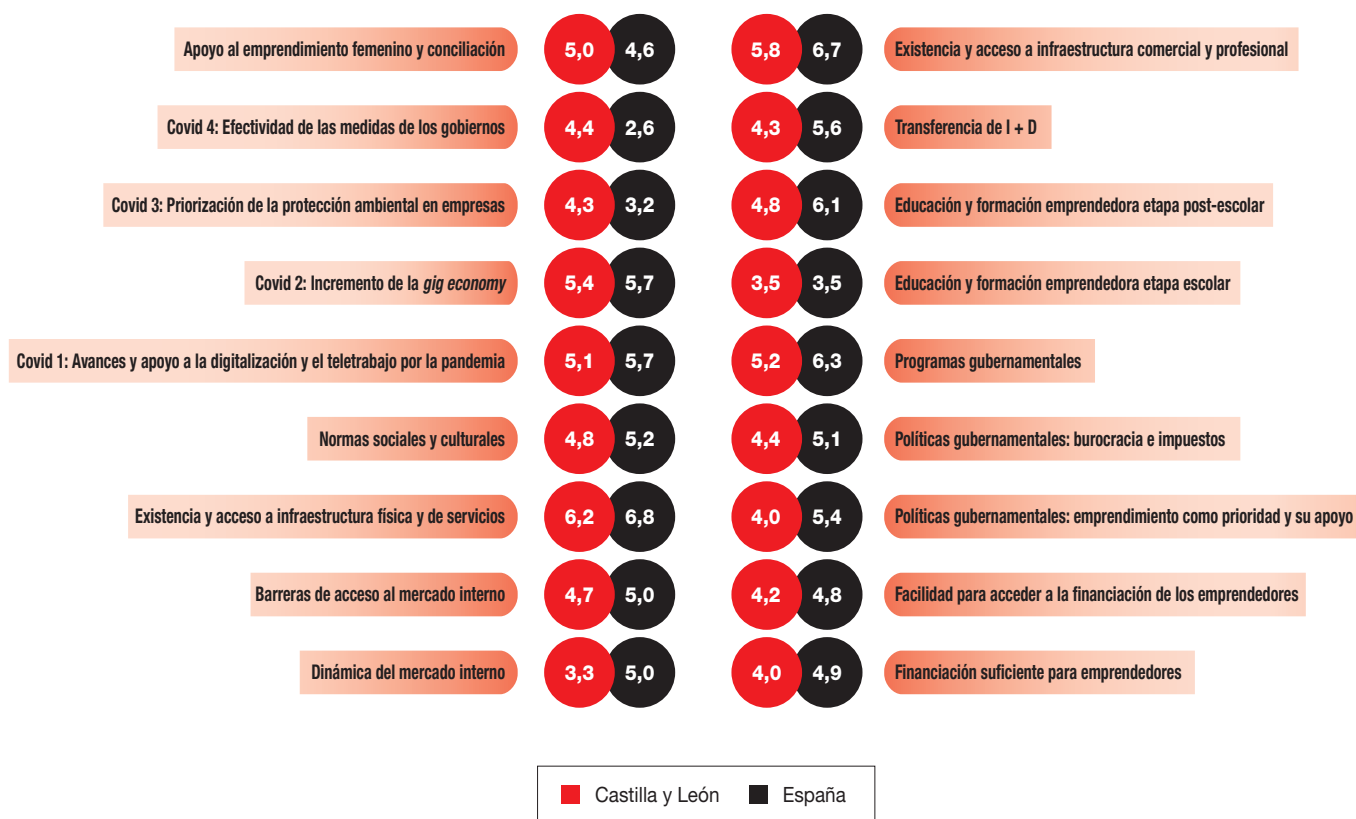 Apoyo al emprendimiento femenino y conciliación 5,0 4,6 5,8 6,7 Existencia y acceso a infraestructura comercial y profesional
Covid 4: Efectividad de las medidas de los gobiernos 4,4 2,6 4,3 5,6 Transferencia de I + D
Covid 3: Priorización de la protección ambiental en empresas 4,3 3,2 4,8 6,1 Educación y formación emprendedora etapa post-escolar
Covid 2: Incremento de la gig economy 5,4 5,7 3,5 3,5 Educación y formación emprendedora etapa escolar
Covid 1: Avances y apoyo a la digitalización y el teletrabajo por la pandemia 5,1 5,7 5,2 6,3 Programas gubernamentales
Normas sociales y culturales 4,8 5,2 4,4 5,1 Políticas gubernamentales: burocracia e impuestos
Existencia y acceso a infraestructura física y de servicios 6,2 6,8 4,0 5,4 Políticas gubernamentales: emprendimiento como prioridad y su apoyo
Barreras de acceso al mercado interno 4,7 5,0 4,2 4,8 Facilidad para acceder a la financiación de los emprendedores
Dinámica del mercado interno 3,3 5,0 4,0 4,9 Financiación suficiente para emprendedores
Castilla y León España